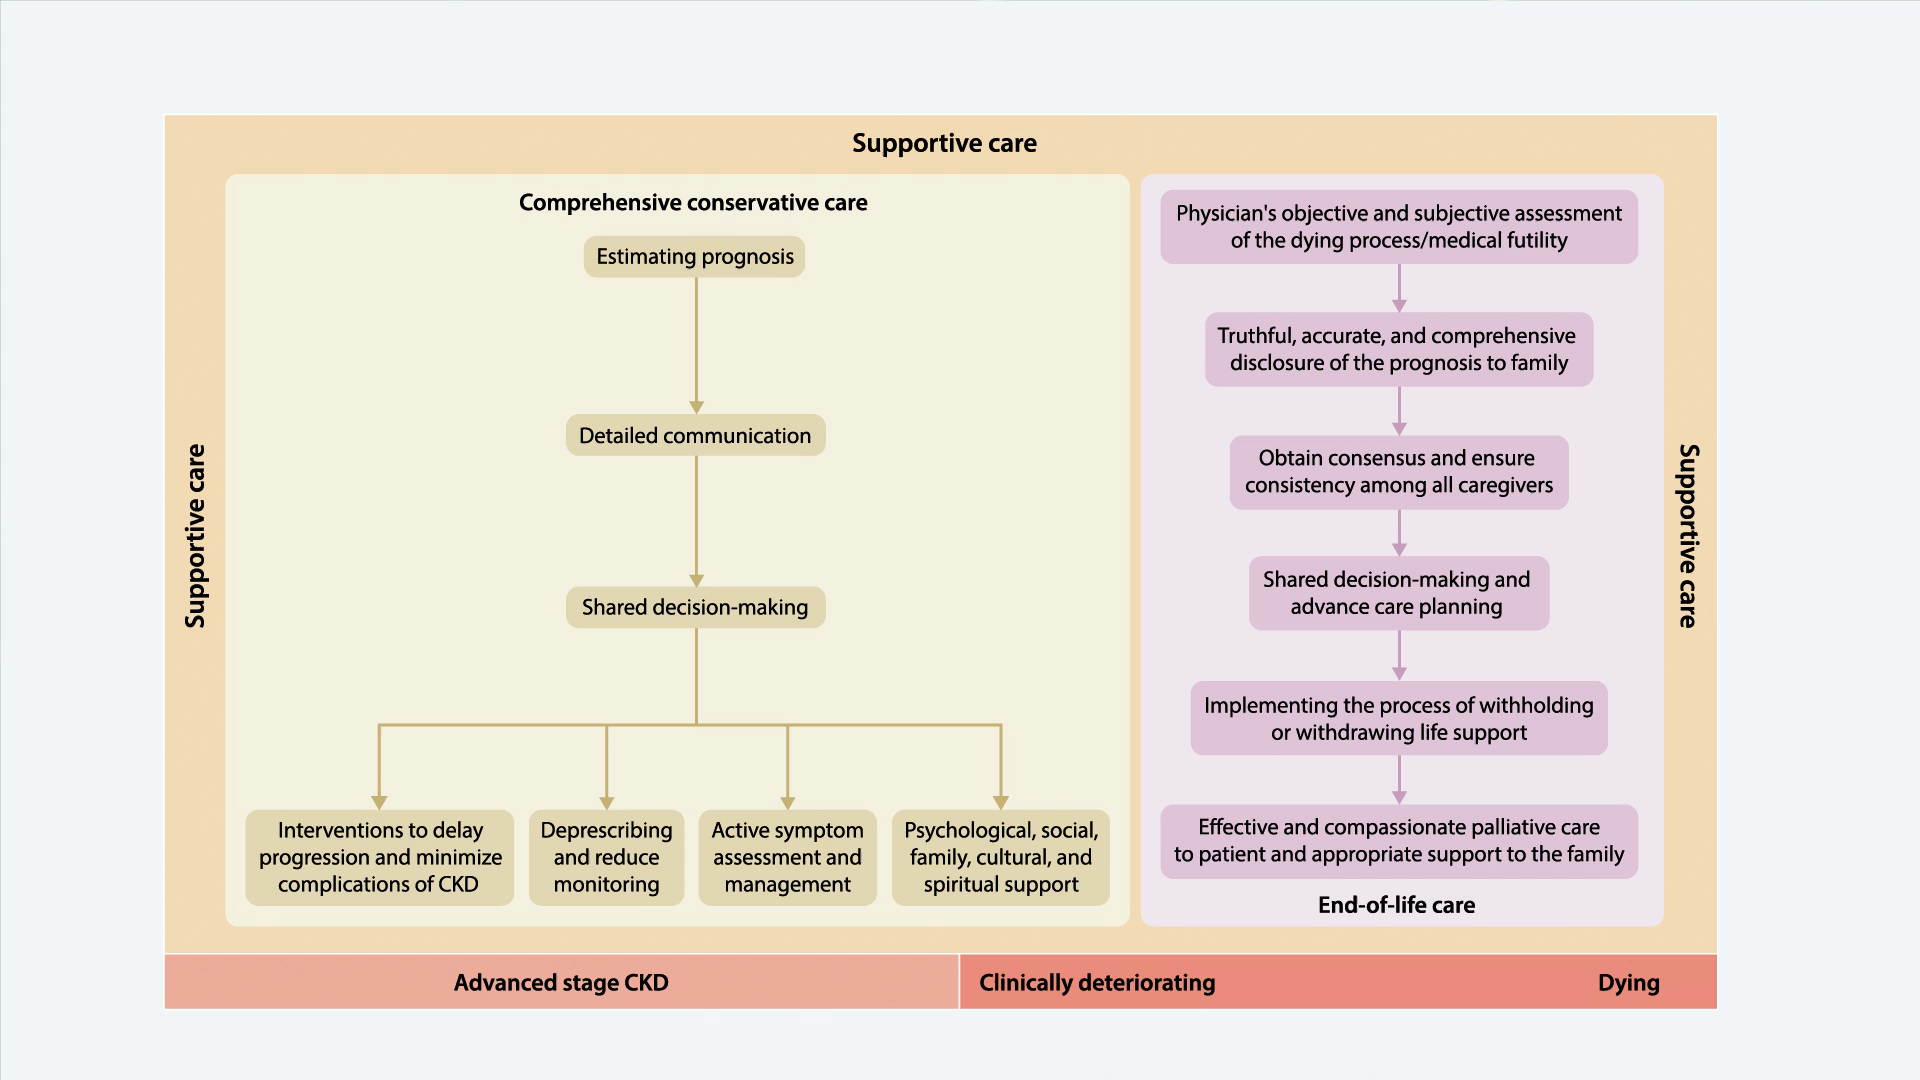 Supportive care
Supportive care
Comprehensive conservative care
Estimating prognosis
Detailed communication
Shared decision-making
Interventions to delay
progression and minimize
complications of CKD
Deprescribing
and reduce
monitoring
Active symptom
assessment and
management
Psychological, social,
family, cultural, and
spiritual support
Physician's objective and subjective assessment
of the dying process/medical futility
Truthful, accurate, and comprehensive
disclosure of the prognosis to family
Obtain consensus and ensure
consistency among all caregivers
Shared decision-making and
advance care planning
Implementing the process of withholding
or withdrawing life support
Effective and compassionate palliative care
to patient and appropriate support to the family
End-of-life care
Supportive care
Advanced stage CKD
Clinically deteriorating
Dying